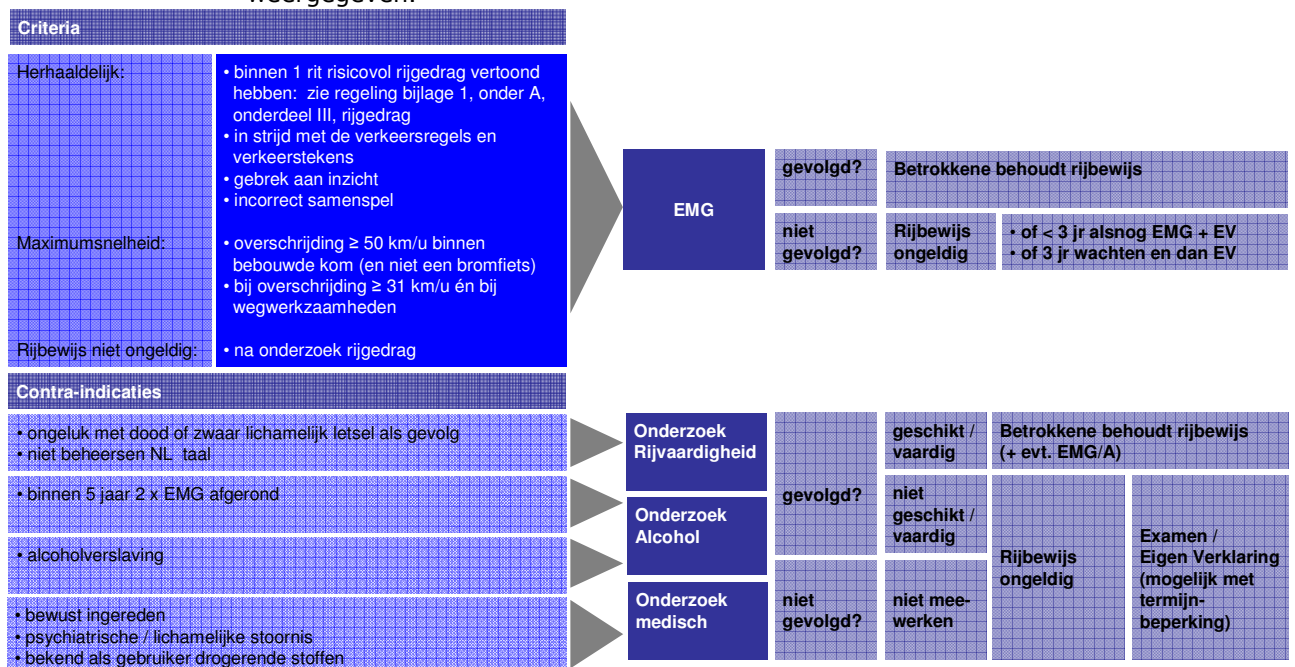 weergegeven.
Criteria
Herhaaldelijk:
• binnen 1 rit risicovol rijgedrag vertoond
hebben: zie regeling bijlage 1, onder A,
onderdeel III, rijgedrag
• in strijd met de verkeersregels en
verkeerstekens
• gebrek aan inzicht
• incorrect samenspel
Maximumsnelheid:
• overschrijding ≥ 50 km/u binnen
bebouwde kom (en niet een bromfiets)
• bij overschrijding ≥ 31 km/u én bij
wegwerkzaamheden
Rijbewijs niet ongeldig:
• na onderzoek rijgedrag
EMG
gevolgd?
Betrokkene behoudt rijbewijs
niet
gevolgd?
Rijbewijs
ongeldig
• of < 3 jr alsnog EMG + EV
• of 3 jr wachten en dan EV
Contra-indicaties
• ongeluk met dood of zwaar lichamelijk letsel als gevolg
• niet beheersen NL taal
• binnen 5 jaar 2 x EMG afgerond
• alcoholverslaving
• bewust ingereden
• psychiatrische / lichamelijke stoornis
• bekend als gebruiker drogerende stoffen
Onderzoek
Rijvaardigheid
Onderzoek
Alcohol
Onderzoek
medisch
gevolgd?
geschikt /
vaardig
Betrokkene behoudt rijbewijs
(+ evt. EMG/A)
niet
geschikt /
vaardig
niet
gevolgd?
niet mee-
werken
Rijbewijs
ongeldig
Examen /
Eigen Verklaring
(mogelijk met
termijn-
beperking)